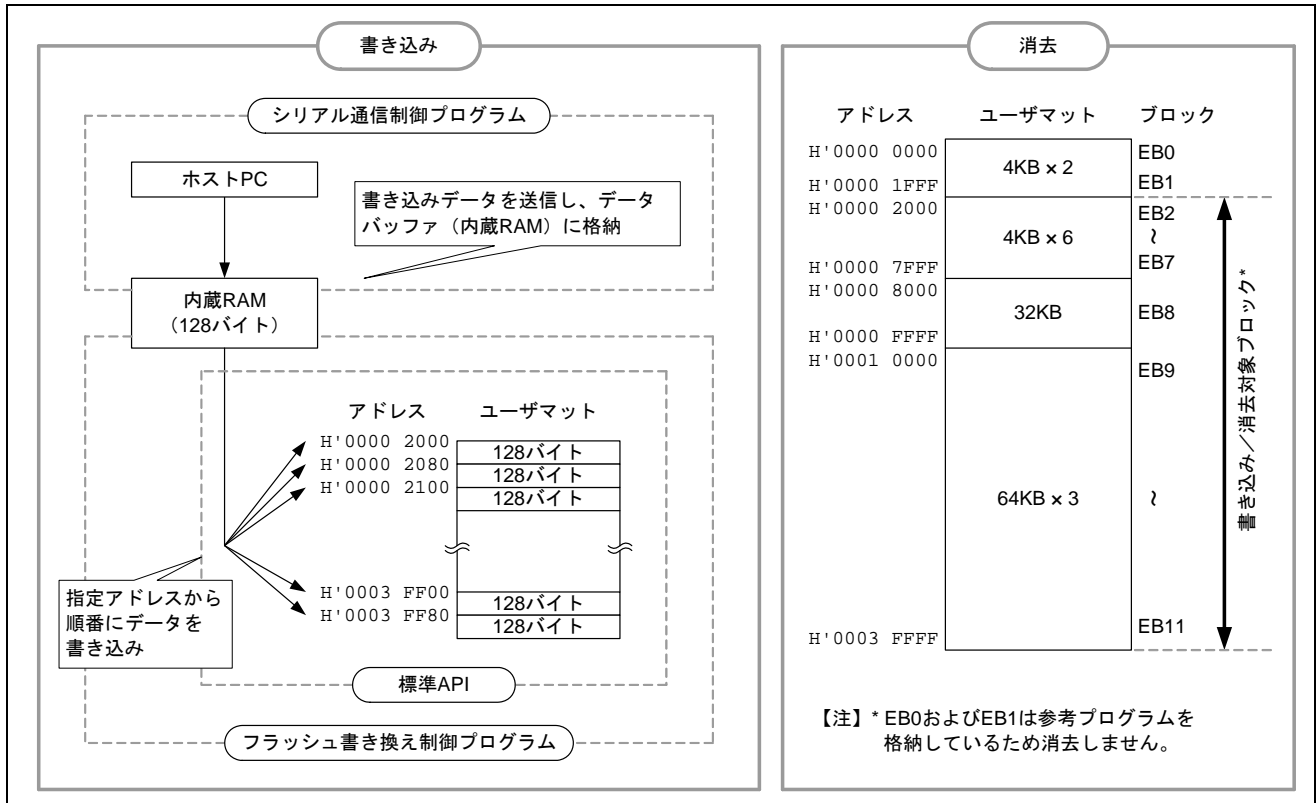 書き込み
シリアル通信制御プログラム
ホストPC
書き込みデータを送信し、データ
バッファ（内蔵RAM）に格納
内蔵RAM
（128バイト）
アドレス ユーザマット
H'0000 2000 128バイト
H'0000 2080 128バイト
H'0000 2100 128バイト
H'0003 FF00 128バイト
H'0003 FF80 128バイト
指定アドレスから
順番にデータを
書き込み
標準API
フラッシュ書き換え制御プログラム
消去
アドレス ユーザマット ブロック
H'0000 0000 EB0
4KB × 2
H'0000 1FFF EB1
H'0000 2000 EB2
4KB × 6 ~
H'0000 7FFF EB7
H'0000 8000
32KB EB8
H'0000 FFFF
H'0001 0000 EB9
64KB × 3 ~
H'0003 FFFF EB11
書き込み／消去対象ブロック*
【注】* EB0およびEB1は参考プログラムを
格納しているため消去しません。